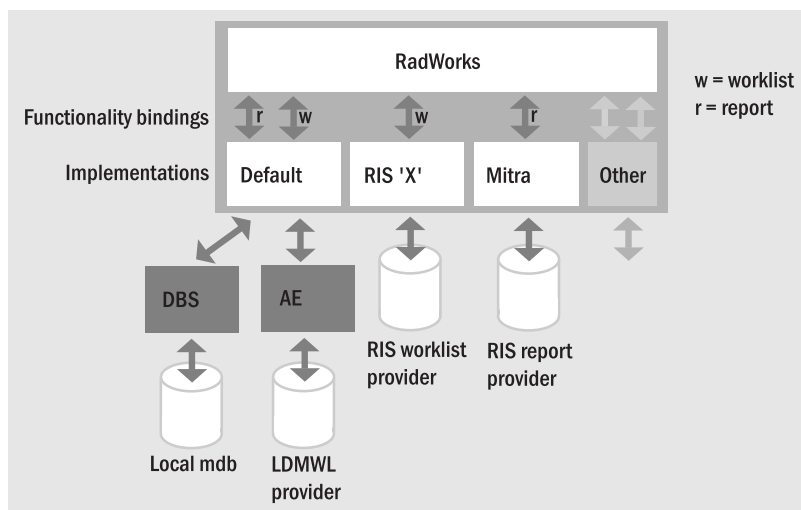 RadWorks
w = worklist
r = report
Functionality bindings
r
w
w
r
Implementations
Default
RIS 'X'
Mitra
Other
DBS
AE
RIS worklist
provider
RIS report
provider
Local mdb
LDMWL
provider